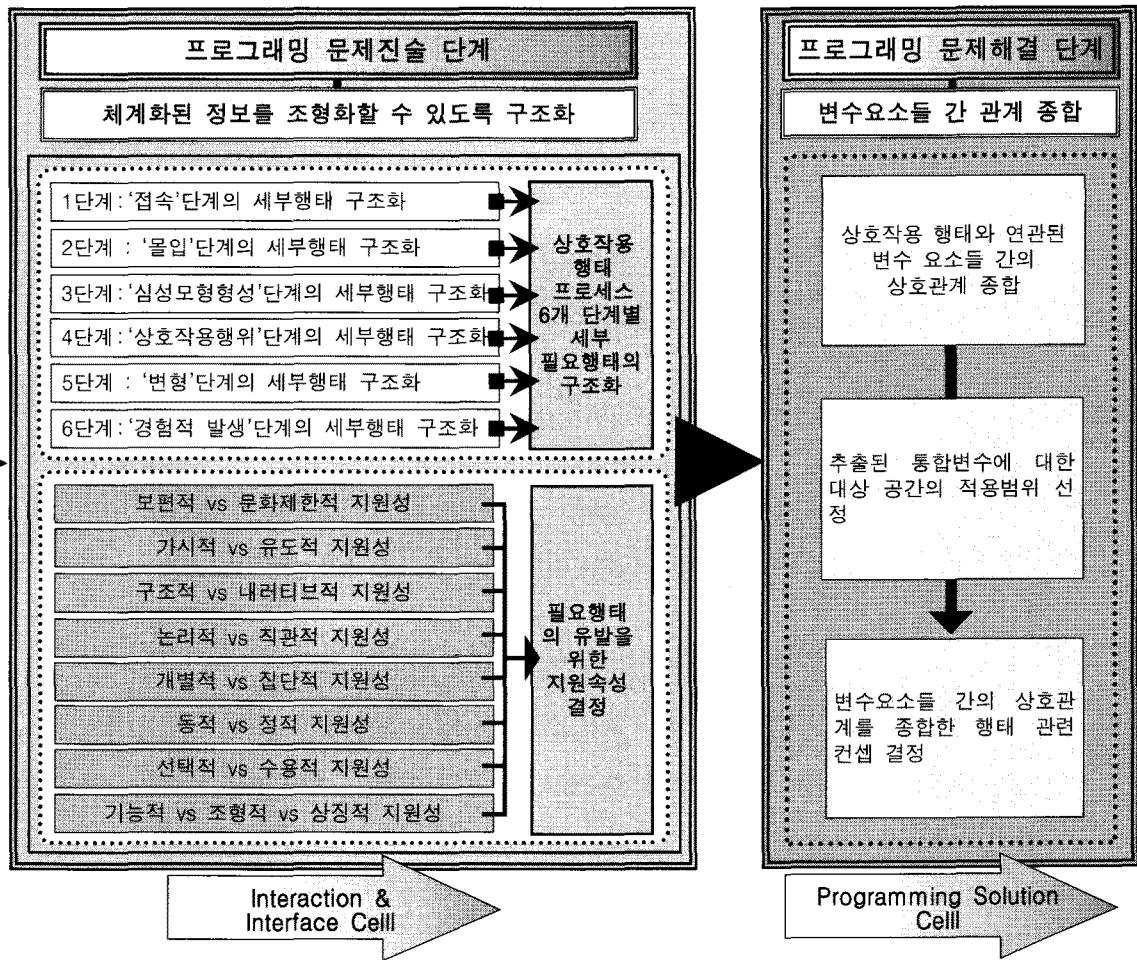 프로그래밍 문제진술 단계
체계화된 정보를 조형화할 수 있도록 구조화
1단계:‘접속’단계의 세부행태 구조화
2단계 : ‘몰입’단계의 세부행태 구조화
3단계:‘심성모형형성’단계의 세부행태 구조화
4단계:‘상호작용행위’단계의 세부행태 구조화
5단계 : ‘변형’단계의 세부행태 구조화
6단계:‘경험적 발생’단계의 세부행태 구조화
상호작용
행태
프로세스
6개 단계별
세부
필요행태의
구조화
보편적 vs 문화제한적 지원성
가시적 vs 유도적 지원성
구조적 vs 내러티브적 지원성
논리적 vs 직관적 지원성
개별적 vs 집단적 지원성
동적 vs 정적 지원성
선택적 vs 수용적 지원성
기능적 vs 조형적 vs 상징적 지원성
필요행태
의 유발을
위한
지원속성
결정
Interaction &
Interface Celll
프로그래밍 문제해결 단계
변수요소들 간 관계 종합
상호작용 행태와 연관된
변수 요소들 간의
상호관계 종합
추출된 통합변수에 대한
대상 공간의 적용범위 선
정
변수요소들 간의 상호관
계를 종합한 행태 관련
컨셉 결정
Programming Solution
Celll